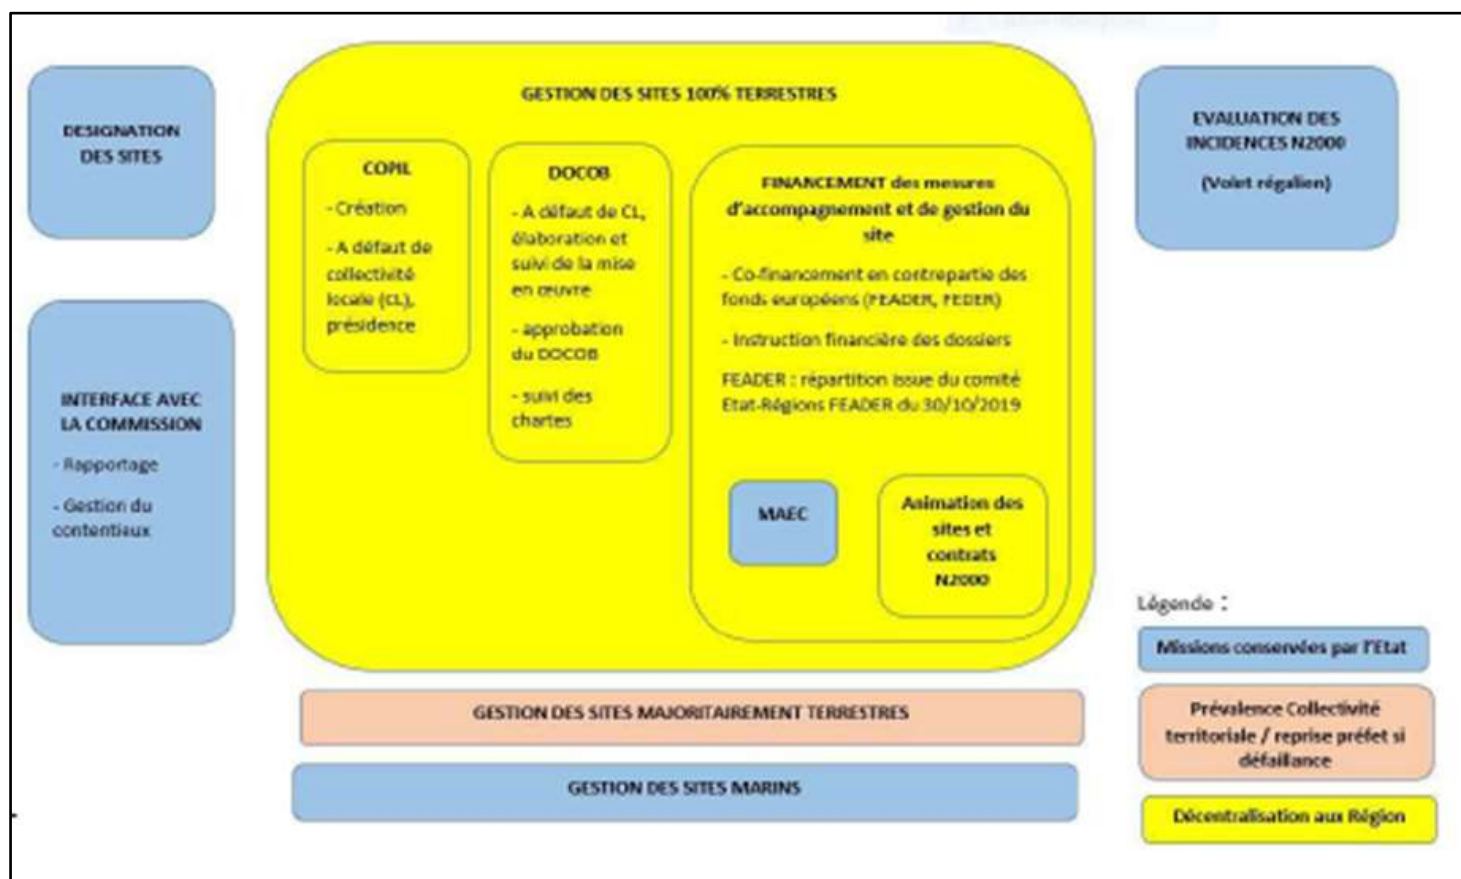 DESIGNATION
DES SITES
INTERFACE AVEC
LA COMMISSION
- Rapportage
- Gestion du
contentieux
GESTION DES SITES 100% TERRESTRES
COPIL
- Création
- A défaut de
collectivité
locale (CL),
présidence
DOCOB
- A défaut de CL,
élaboration et
suivi de la mise
en œuvre
- approbation
du DOCOB
- suivi des
chartes
FINANCEMENT des mesures
d'accompagnement et de gestion du
site
- Co-financement en contrepartie des
fonds européens (FEADER, FEDER)
- Instruction financière des dossiers
FEADER : répartition issue du comité
Etat-Régions FEADER du 30/10/2019
MAEC
Animation des
sites et
contrats
N2000
GESTION DES SITES MAJORITAIREMENT TERRESTRES
GESTION DES SITES MARINS
EVALUATION DES
INCIDENCES N2000
(Volet régalien)
Légende :
Missions conservées par l'Etat
Prévalence Collectivité
territoriale / reprise préfet si
défaillance
Décentralisation aux Région